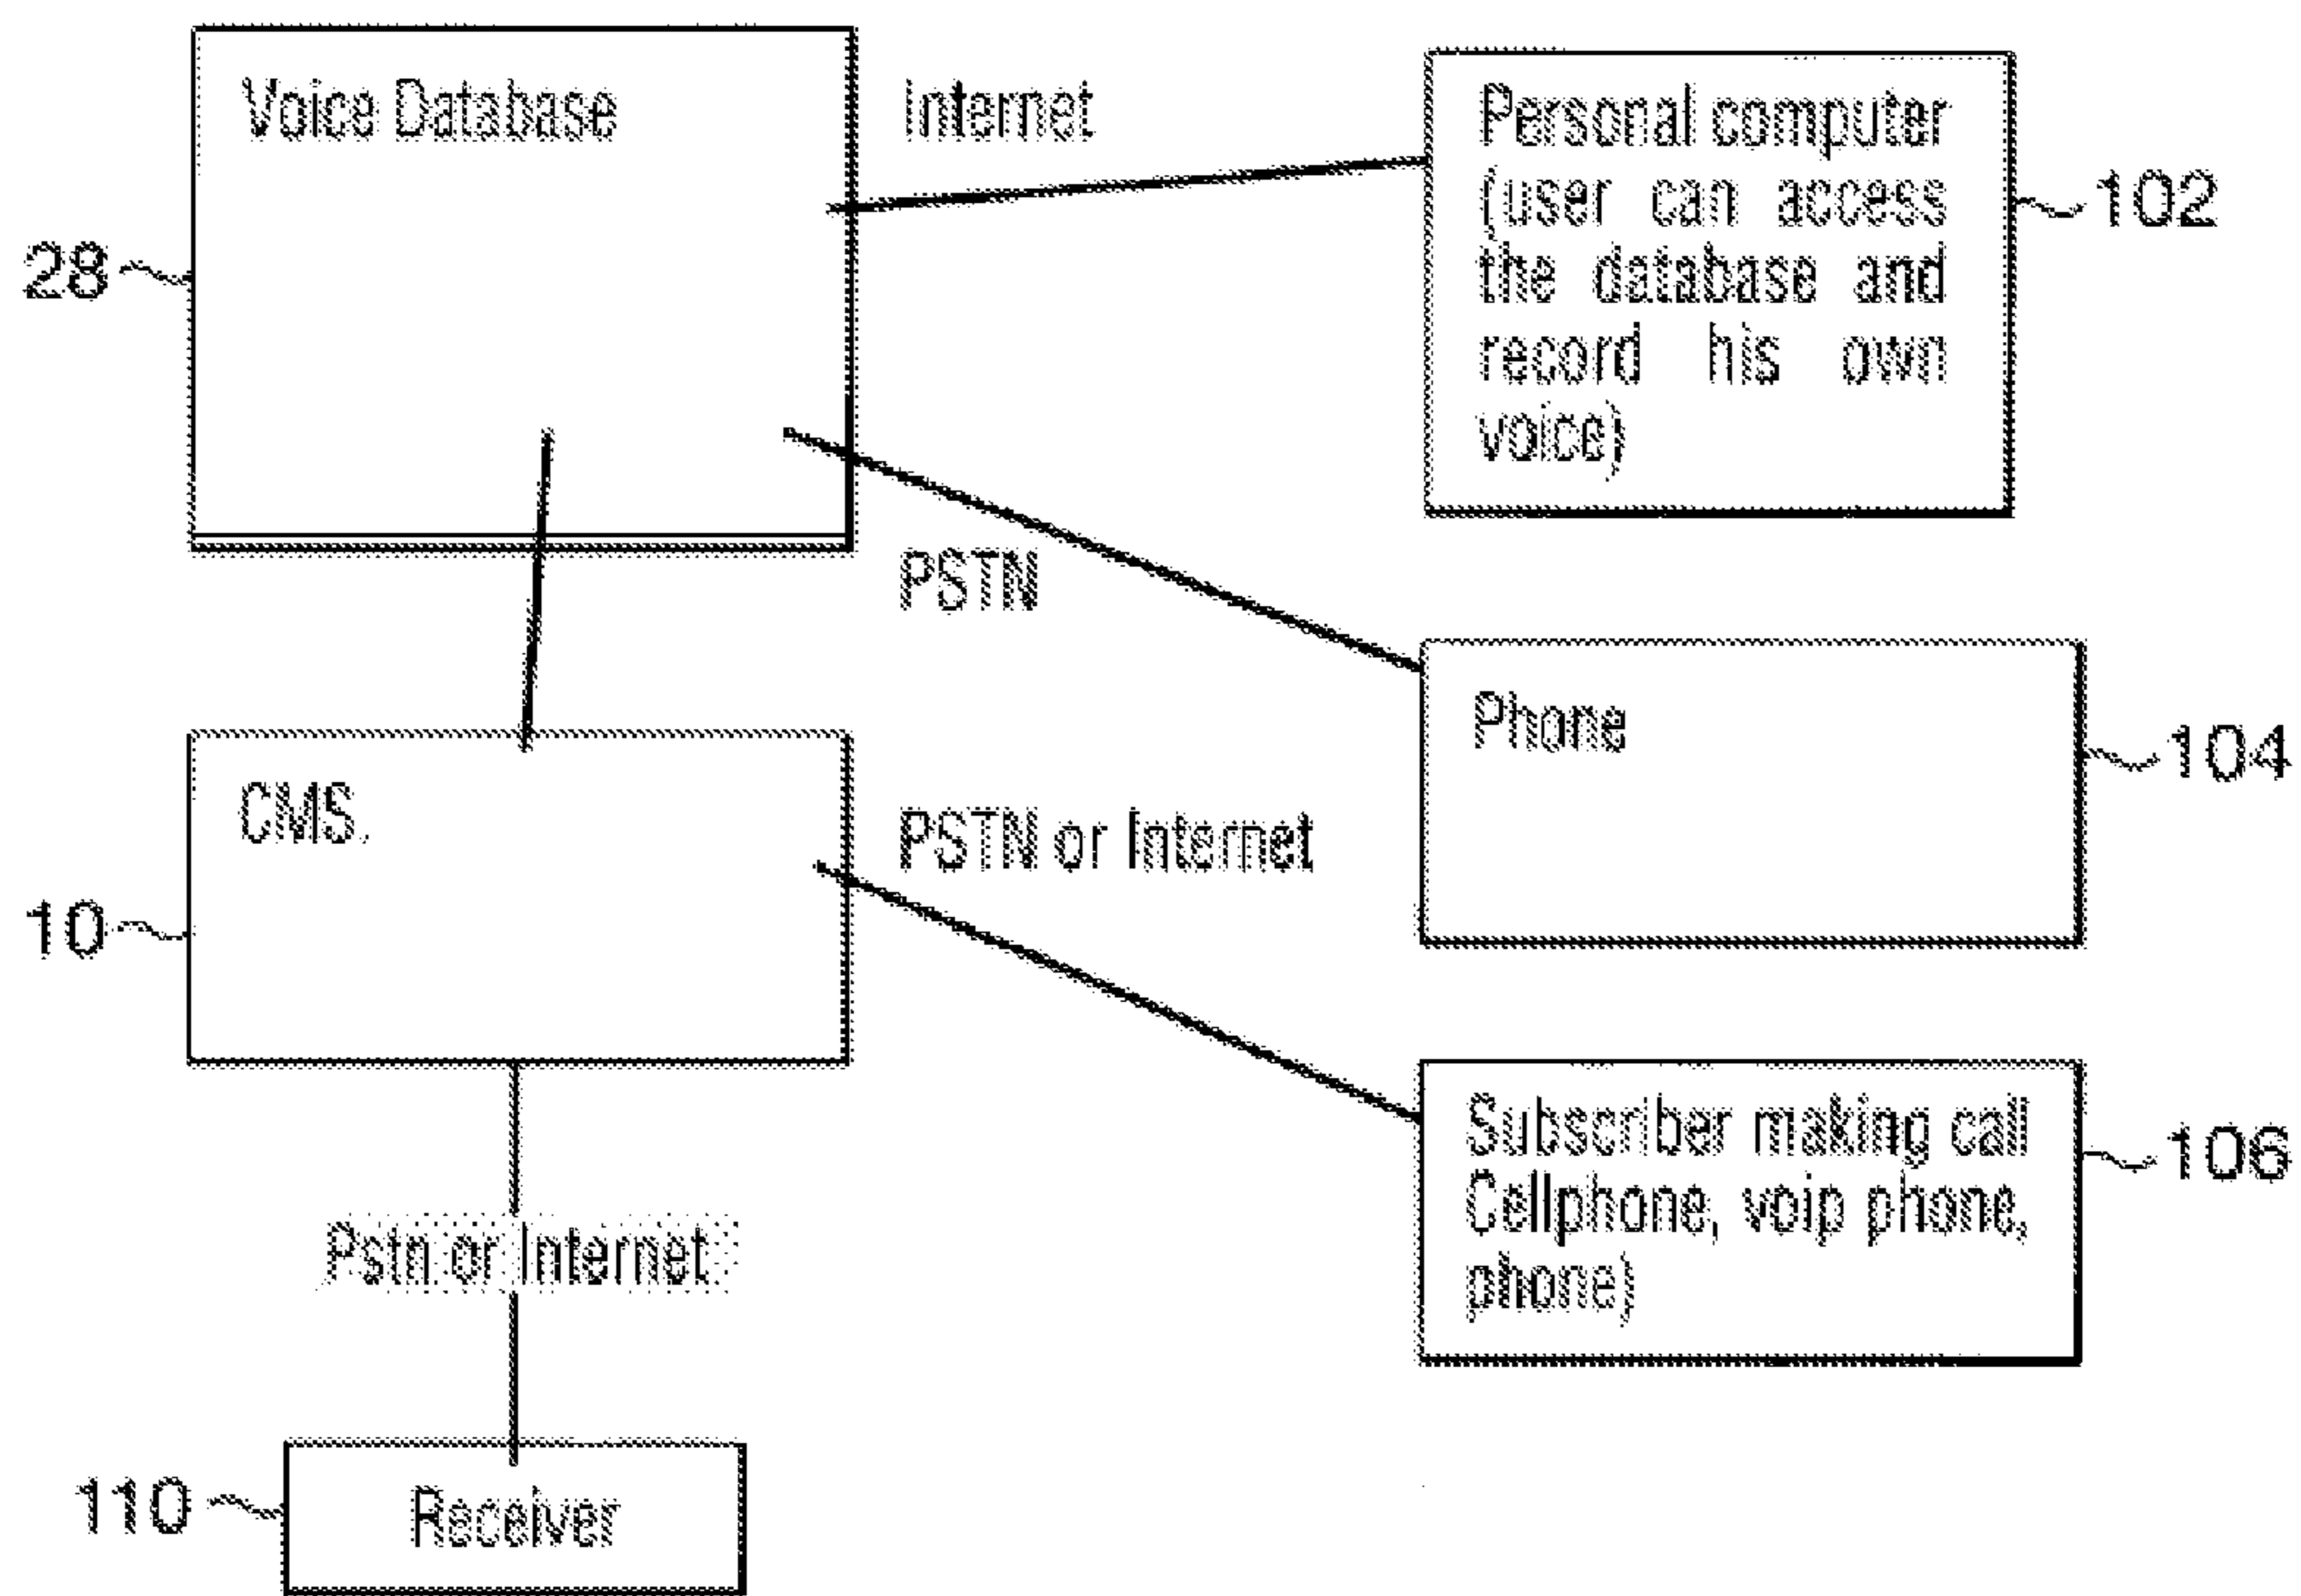 Voice Database
Internet
Personal computer
(user can access
the database and
record his own
voice)
102
28
PSTN
Phone
104
CMS.
PSTN or Internet
10
Subscriber making call
Cellphone, voip phone,
phone)
106
Pstn or Internet
110
Receiver